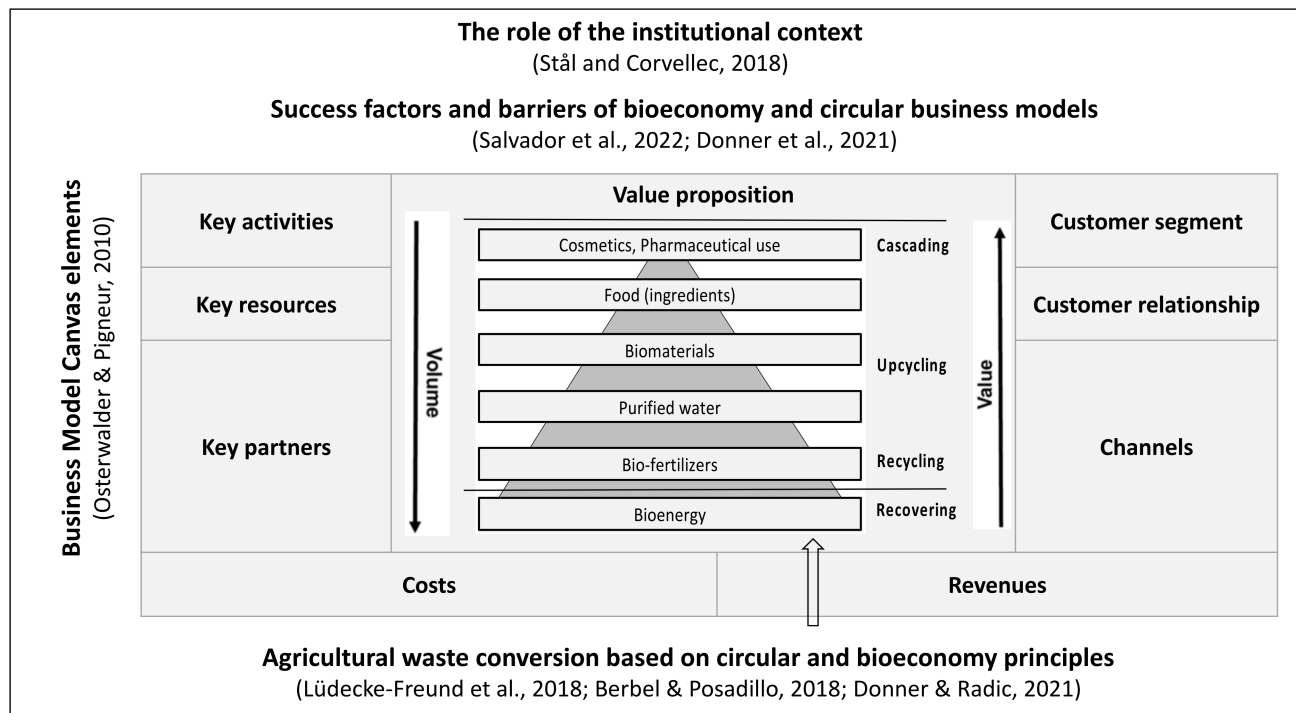 The role of the institutional context
(Stål and Corvellec, 2018)
Success factors and barriers of bioeconomy and circular business models
(Salvador et al., 2022; Donner et al., 2021)
Business Model Canvas elements
(Osterwalder & Pigneur, 2010)
Key activities
Key resources
Key partners
Value proposition
Volume
Cosmetics, Pharmaceutical use
Food (ingredients)
Biomaterials
Purified water
Bio-fertilizers
Bioenergy
Cascading
Upcycling
Recycling
Recovering
Value
Customer segment
Customer relationship
Channels
Costs
Revenues
Agricultural waste conversion based on circular and bioeconomy principles
(Lüdecke-Freund et al., 2018; Berbel & Posadillo, 2018; Donner & Radic, 2021)